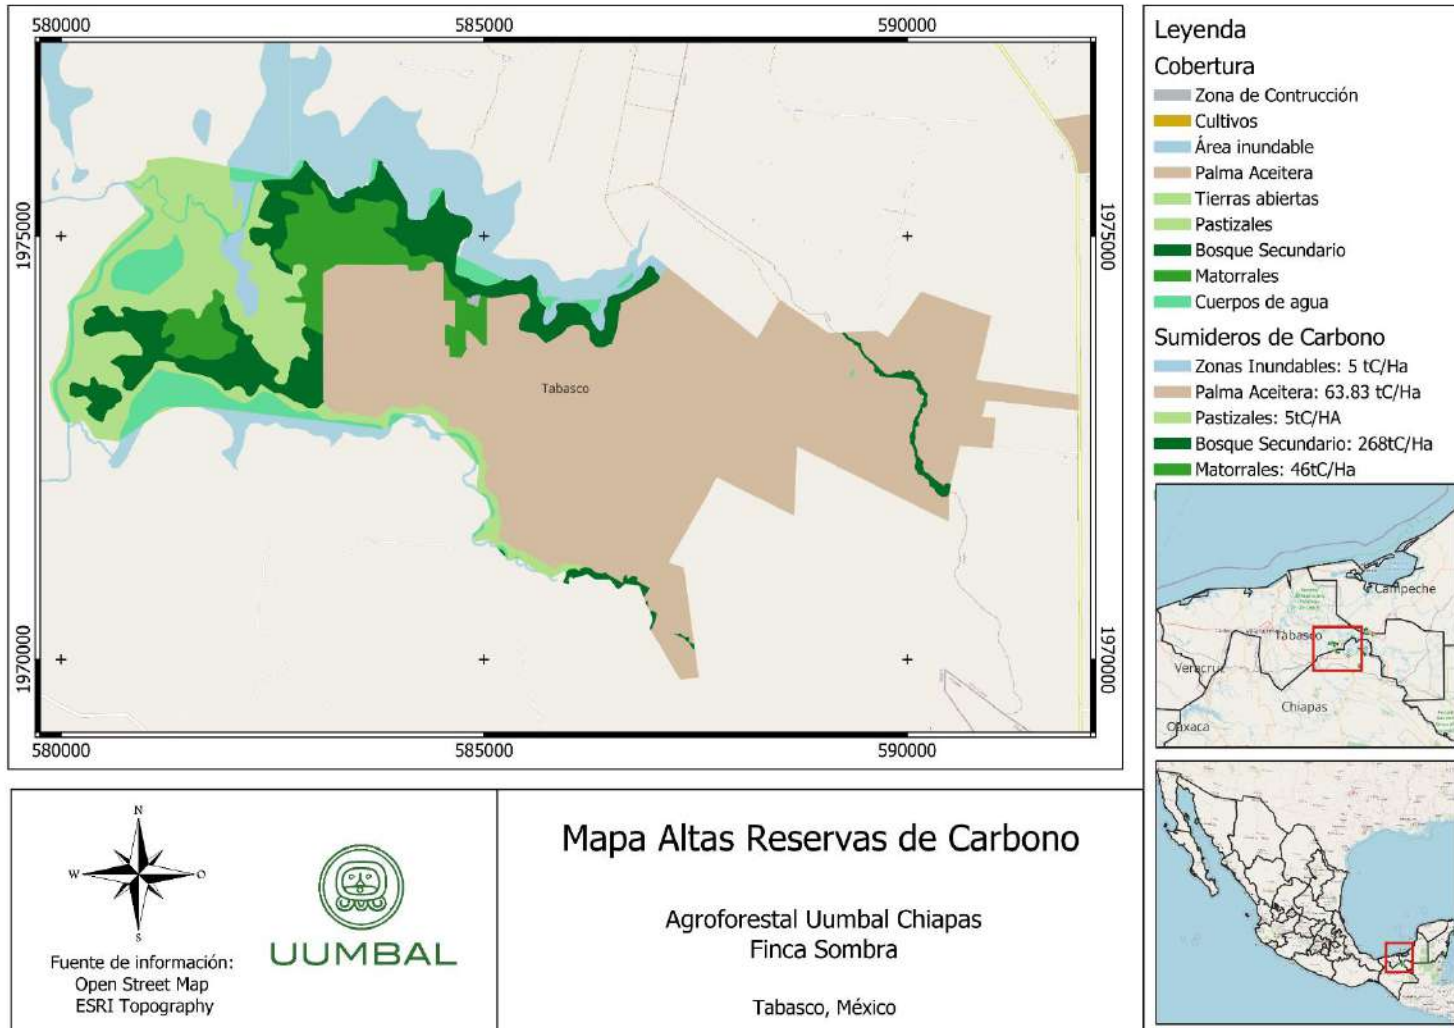 580000
585000
590000
1975000
1975000
1970000
1970000
Tabasco
580000
585000
590000
Leyenda
Cobertura
Zona de Contrucción
Cultivos
Área inundable
Palma Aceitera
Tierras abiertas
Pastizales
Bosque Secundario
Matorrales
Cuerpos de agua
Sumideros de Carbono
Zonas Inundables: 5 tC/Ha
Palma Aceitera: 63.83 tC/Ha
Pastizales: 5tC/HA
Bosque Secundario: 268tC/Ha
Matorrales: 46tC/Ha
Campeche
Tabasco
Veracruz
Chiapas
Oaxaca
N
W
O
S
Fuente de información:
Open Street Map
ESRI Topography
UUMBAL
Mapa Altas Reservas de Carbono
Agroforestal Uumbal Chiapas
Finca Sombra
Tabasco, México